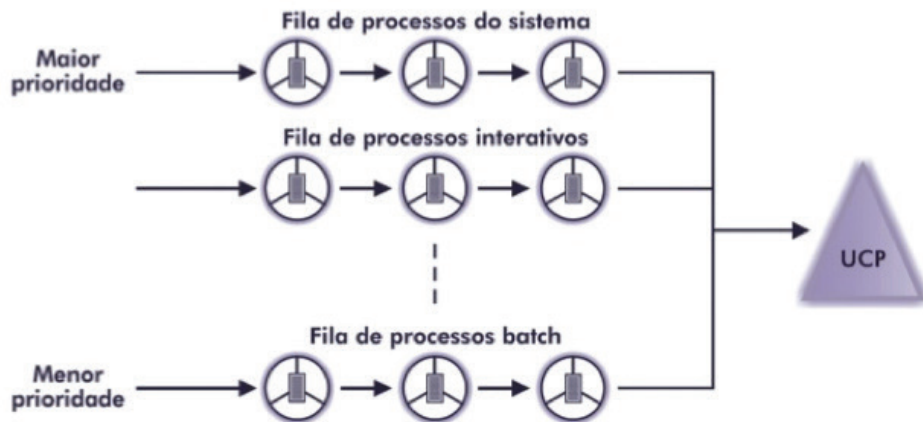 Fila de processos do sistema
Maior
prioridade
Fila de processos interativos
UCP
Fila de processos batch
Menor
prioridade